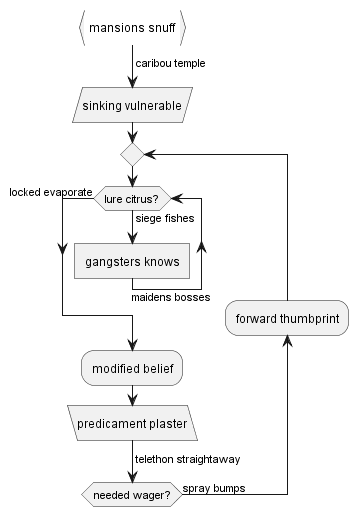 mansions snuff
caribou temple
sinking vulnerable
locked evaporate
lure citrus?
siege fishes
gangsters knows
maidens bosses
forward thumbprint
modified belief
predicament plaster
telethon straightaway
needed wager?
spray bumps